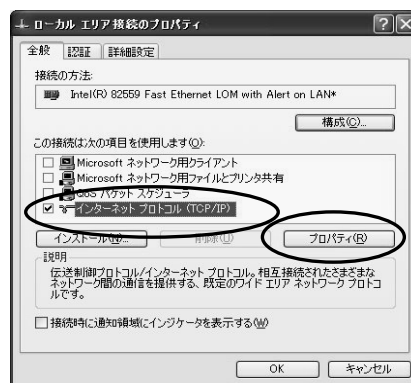 ローカル エリア接続のプロパティ
全般 認証 詳細設定
接続の方法:
Intel(R) 82559 Fast Ethernet LOM with Alert on LAN*
構成(C)...
この接続は次の項目を使用します(O):
Microsoft ネットワーク用クライアント
Microsoft ネットワーク用ファイルとプリンタ共有
QoS パケット スケジューラ
インターネット プロトコル (TCP/IP)
インストール(N)... 削除(U) プロパティ(R)
説明
伝送制御プロトコル/インターネット プロトコル。相互接続されたさまざまな
ネットワーク間の通信を提供する、既定のワイド エリア ネットワーク プロトコ
ルです。
接続時に通知領域にインジケータを表示する(W)
OK キャンセル